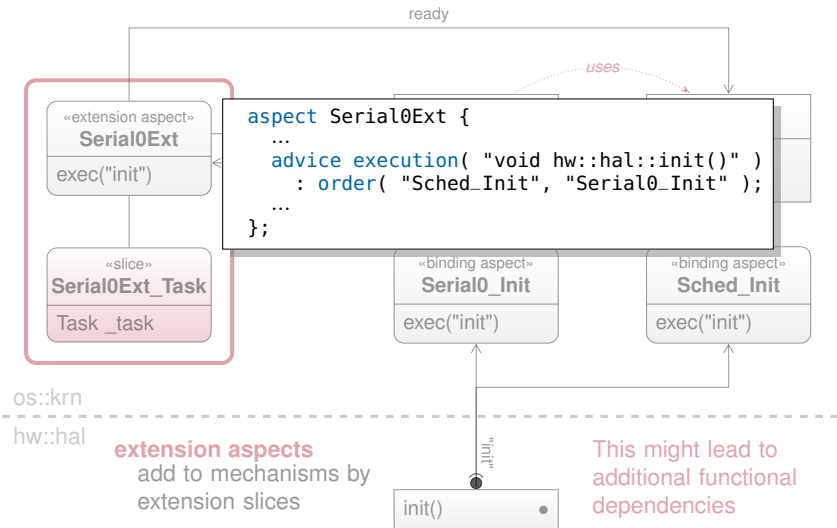 ready
uses
«extension aspect»
Serial0Ext
exec("init")
aspect Serial0Ext {
...
advice execution( "void hw::hal::init()" )
: order( "Sched_Init", "Serial0_Init" );
...
};
«slice»
Serial0Ext_Task
Task _task
«binding aspect»
Serial0_Init
exec("init")
«binding aspect»
Sched_Init
exec("init")
os::krn
hw::hal
extension aspects
add to mechanisms by
extension slices
"init"
init()
This might lead to
additional functional
dependencies